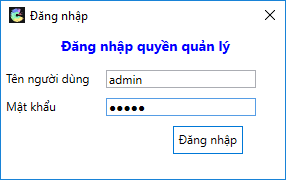 Đăng nhập
Đăng nhập quyền quản lý
Tên người dùng admin
Mật khẩu ●●●●●
Đăng nhập